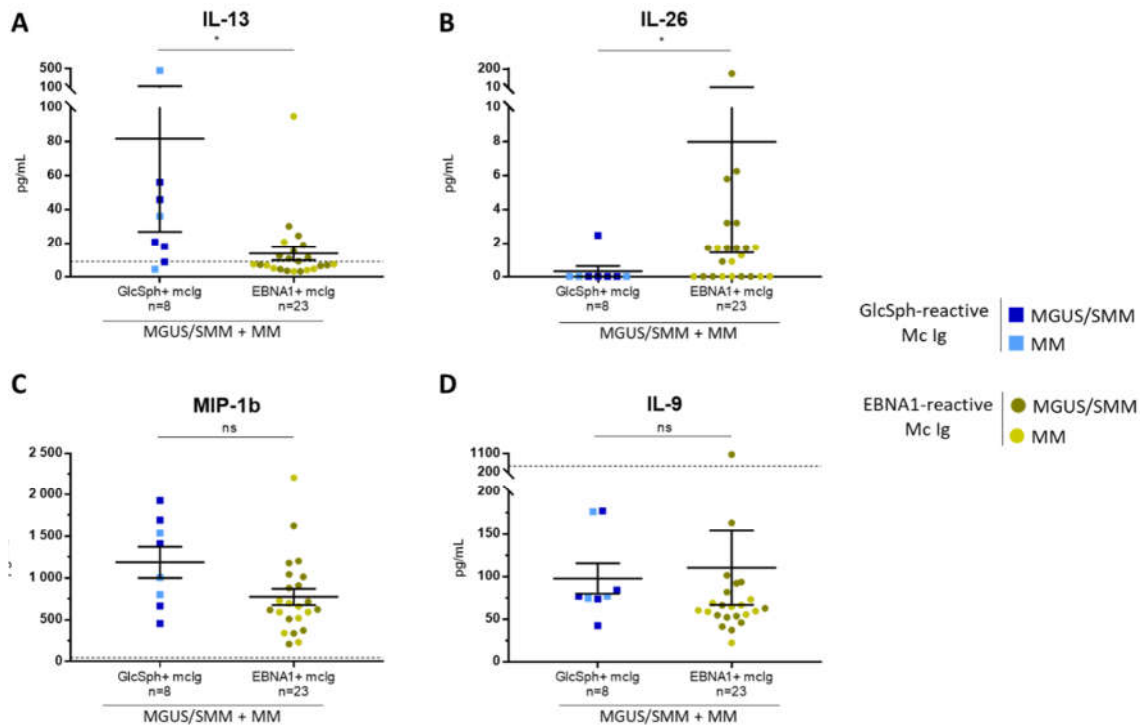 A
IL-13
*
500
100
100
80
60
40
20
0
pg/mL
GlcSph+ mcIg
n=8
EBNA1+ mcIg
n=23
MGUS/SMM + MM
B
IL-26
*
200
10
10
8
6
4
2
0
pg/mL
GlcSph+ mcIg
n=8
EBNA1+ mcIg
n=23
MGUS/SMM + MM
GlcSph-reactive
Mc Ig
MGUS/SMM
MM
EBNA1-reactive
Mc Ig
MGUS/SMM
MM
C
MIP-1b
ns
2 500
2 000
1 500
1 000
500
0
GlcSph+ mcIg
n=8
EBNA1+ mcIg
n=23
MGUS/SMM + MM
D
IL-9
ns
1100
200
200
150
100
50
0
pg/mL
GlcSph+ mcIg
n=8
EBNA1+ mcIg
n=23
MGUS/SMM + MM